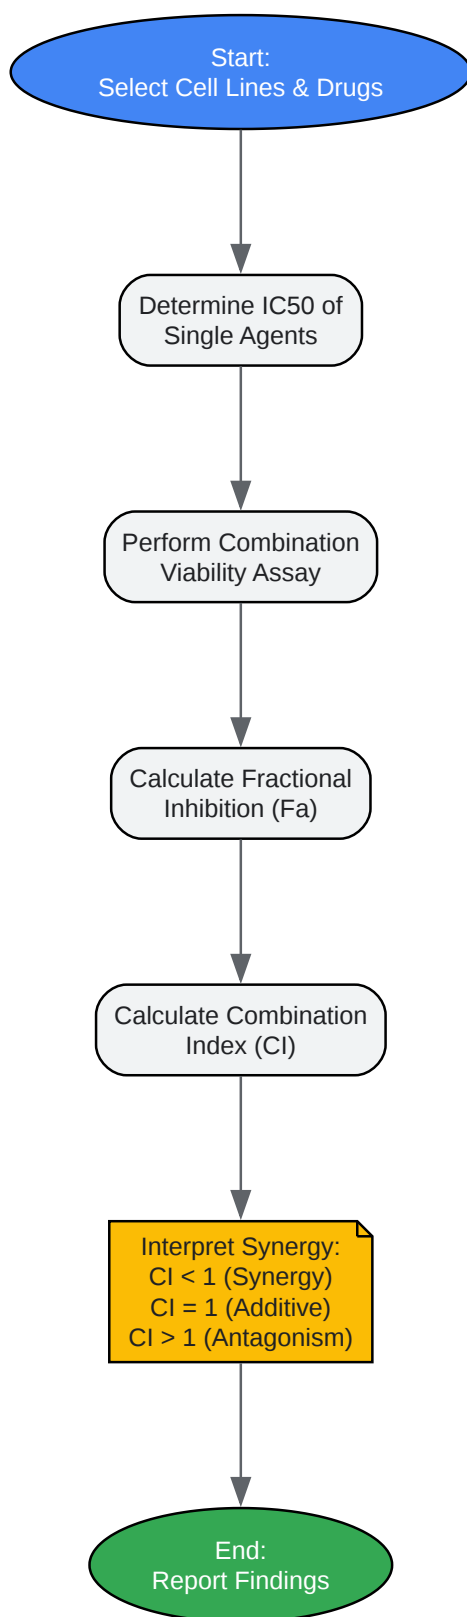 Start:
Select Cell Lines & Drugs
Determine IC50 of
Single Agents
Perform Combination
Viability Assay
Calculate Fractional
Inhibition (Fa)
Calculate Combination
Index (CI)
Interpret Synergy:
CI < 1 (Synergy)
CI = 1 (Additive)
CI > 1 (Antagonism)
End:
Report Findings